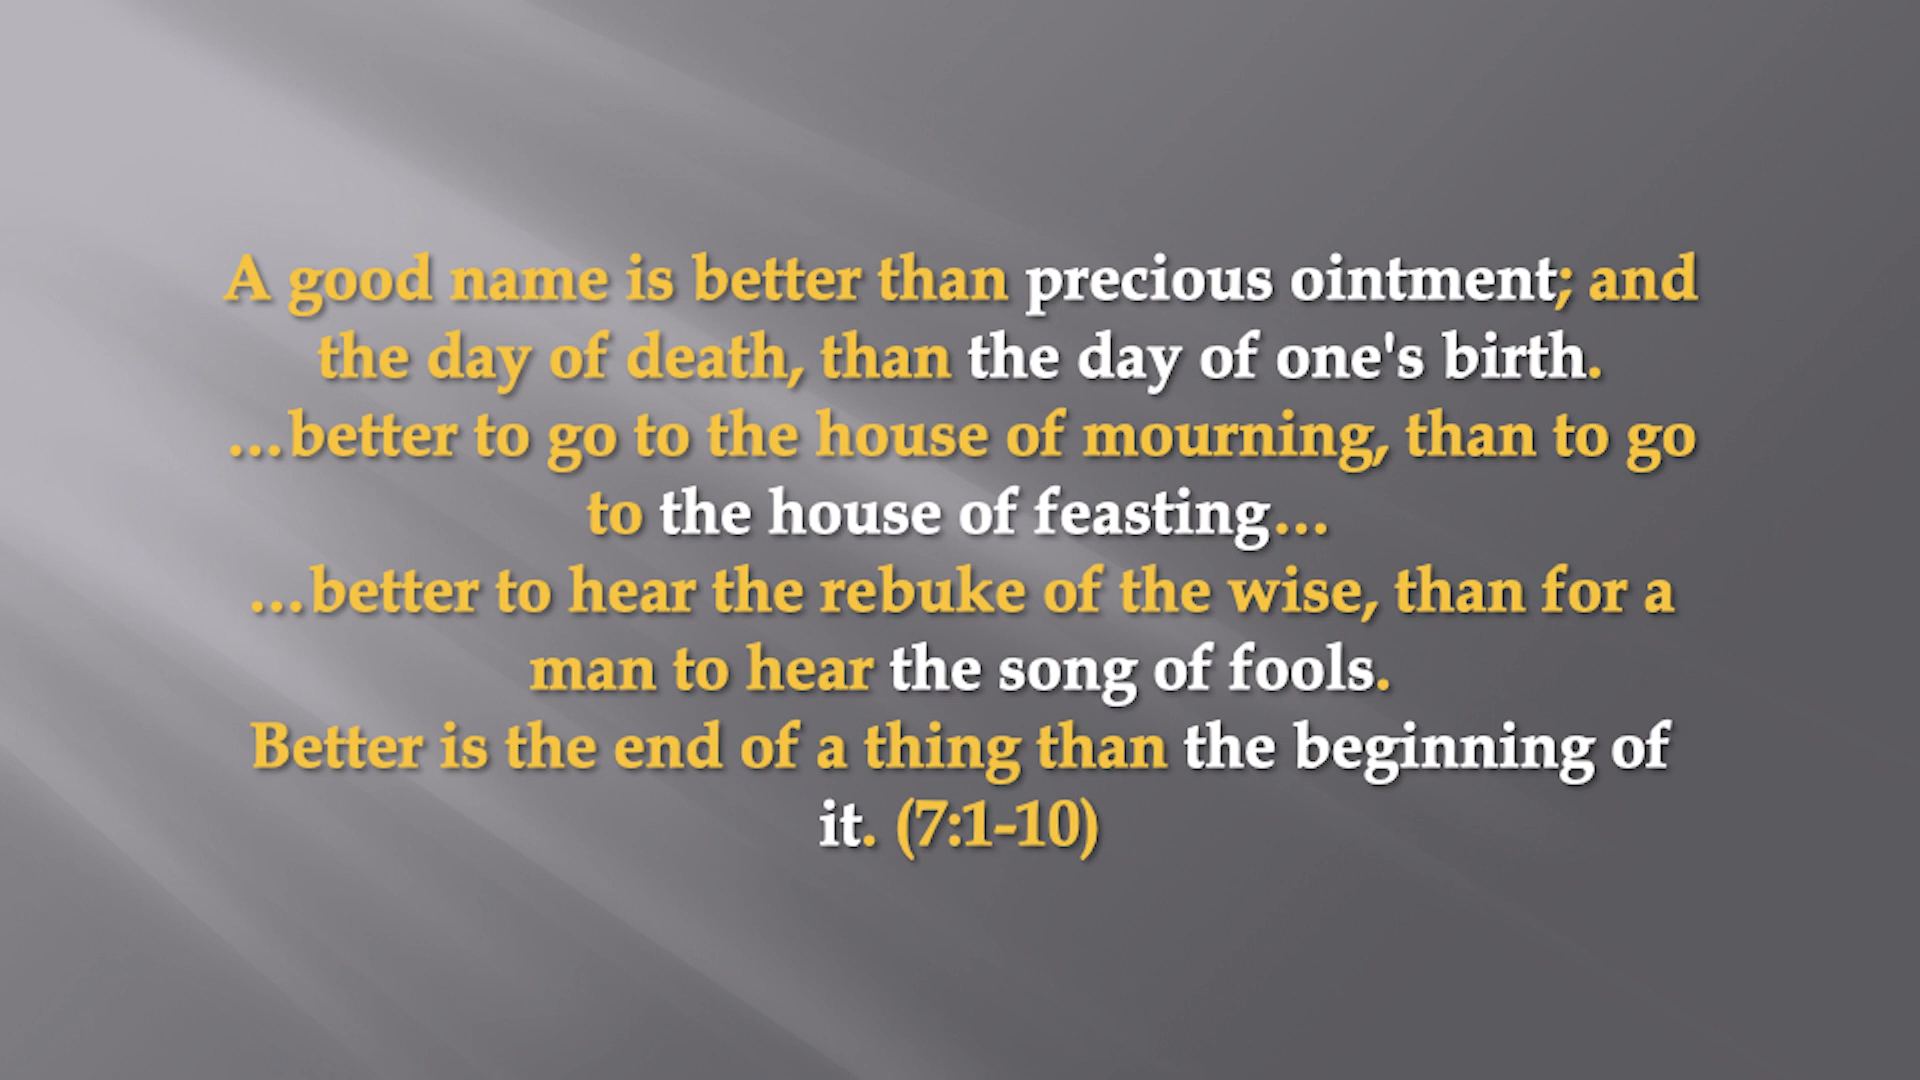 A good name is better than precious ointment; and
the day of death, than the day of one's birth.
...better to go to the house of mourning, than to go
to the house of feasting...
...better to hear the rebuke of the wise, than for a
man to hear the song of fools.
Better is the end of a thing than the beginning of
it. (7:1-10)